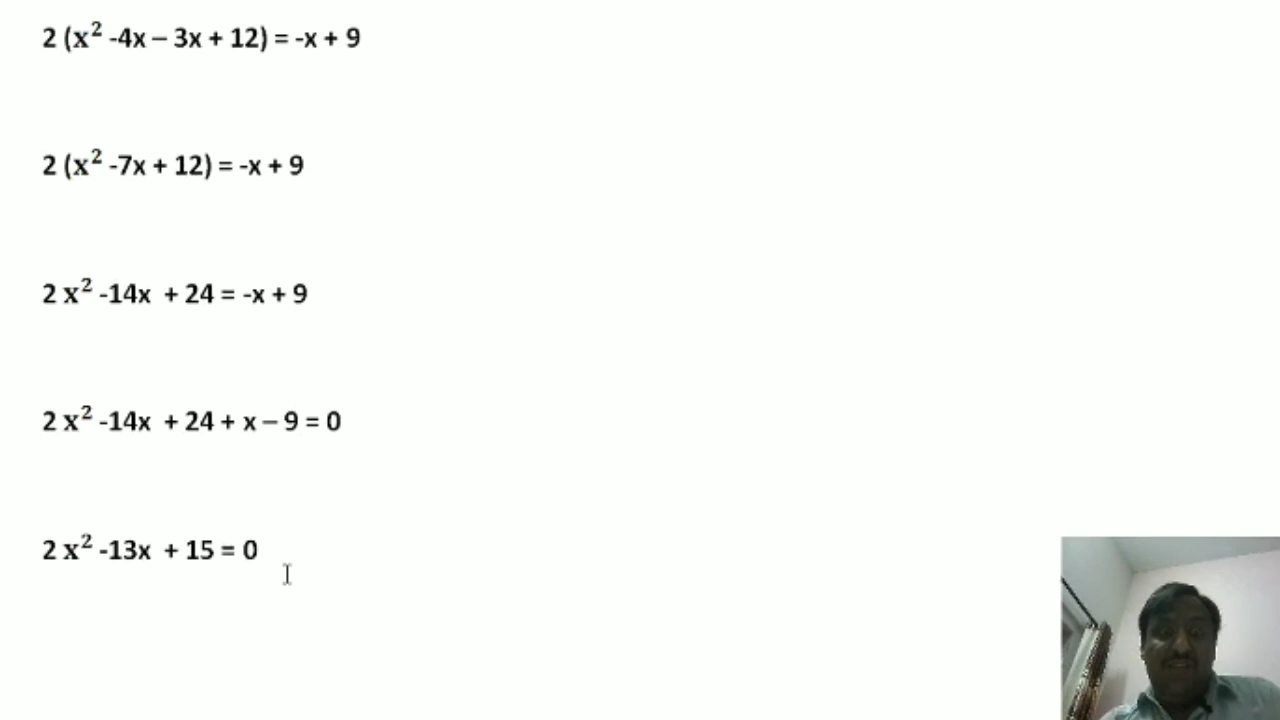 2 (x² -4x – 3x + 12) = -x + 9
2 (x² -7x + 12) = -x + 9
2 x² -14x + 24 = -x + 9
2 x² -14x + 24 + x – 9 = 0
2 x² -13x + 15 = 0